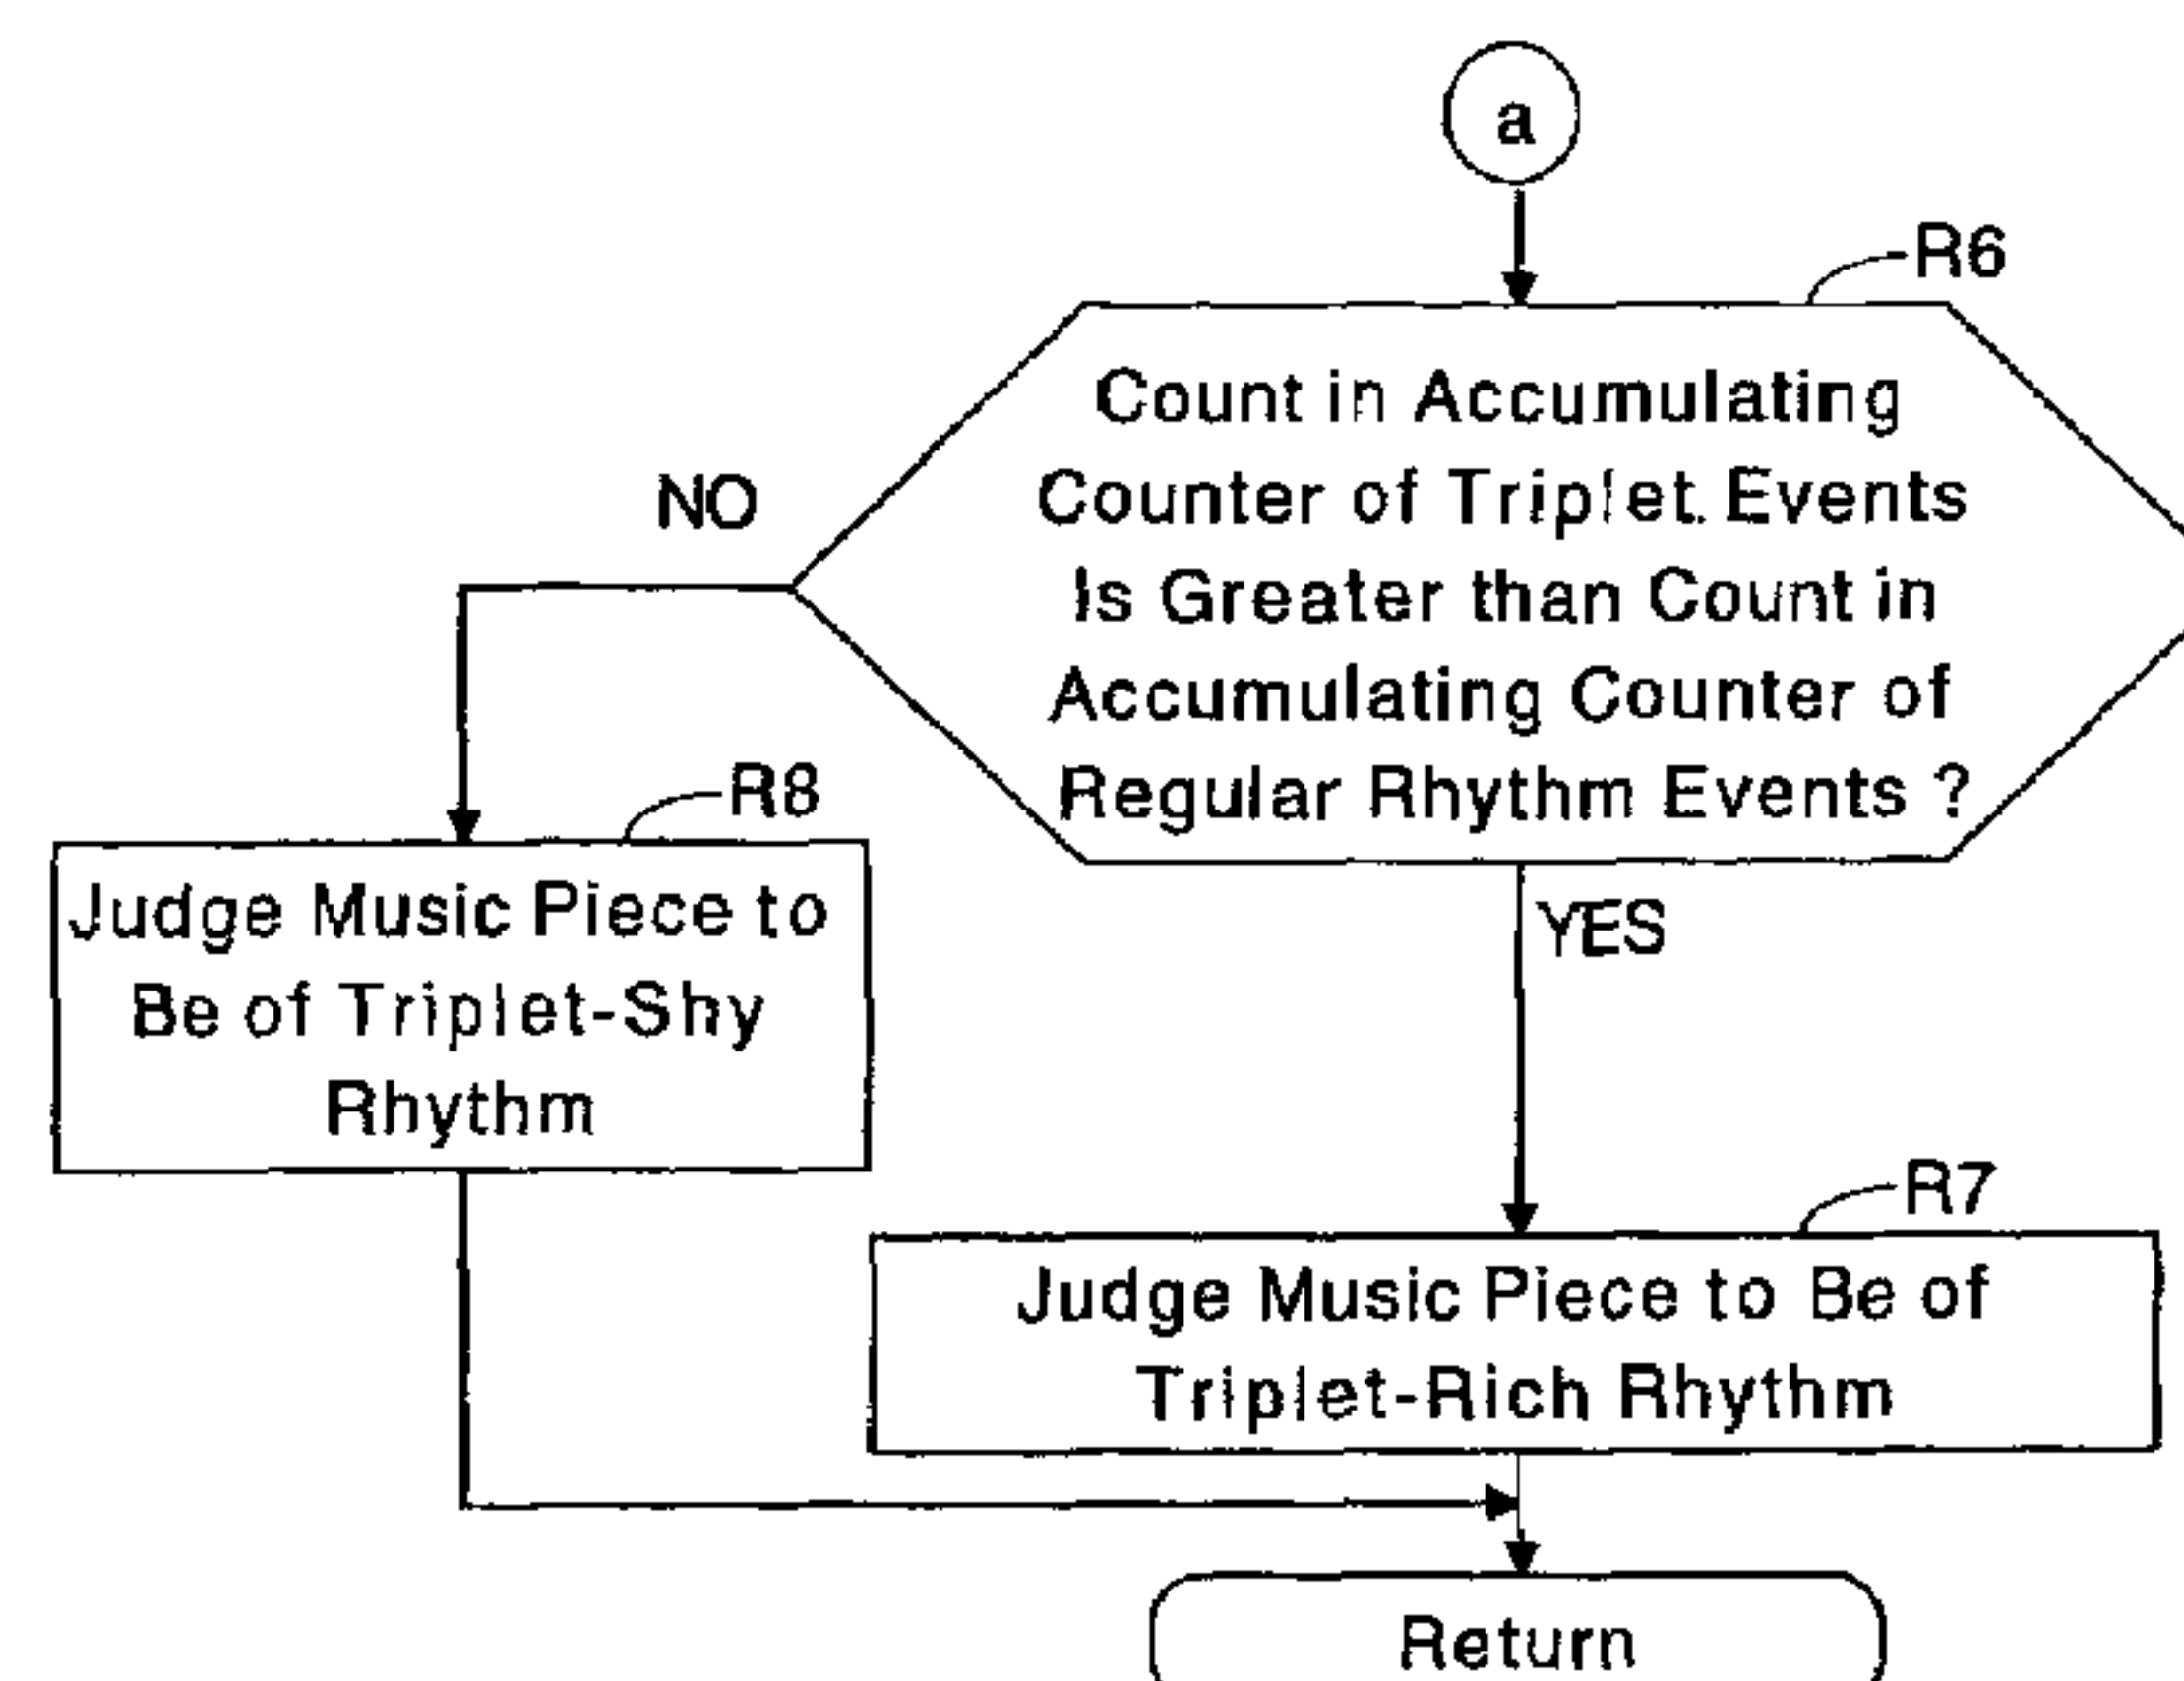 a
R6
Count in Accumulating
Counter of Triplet Events
Is Greater than Count in
Accumulating Counter of
Regular Rhythm Events ?
NO
YES
R8
Judge Music Piece to
Be of Triplet-Shy
Rhythm
R7
Judge Music Piece to Be of
Triplet-Rich Rhythm
Return